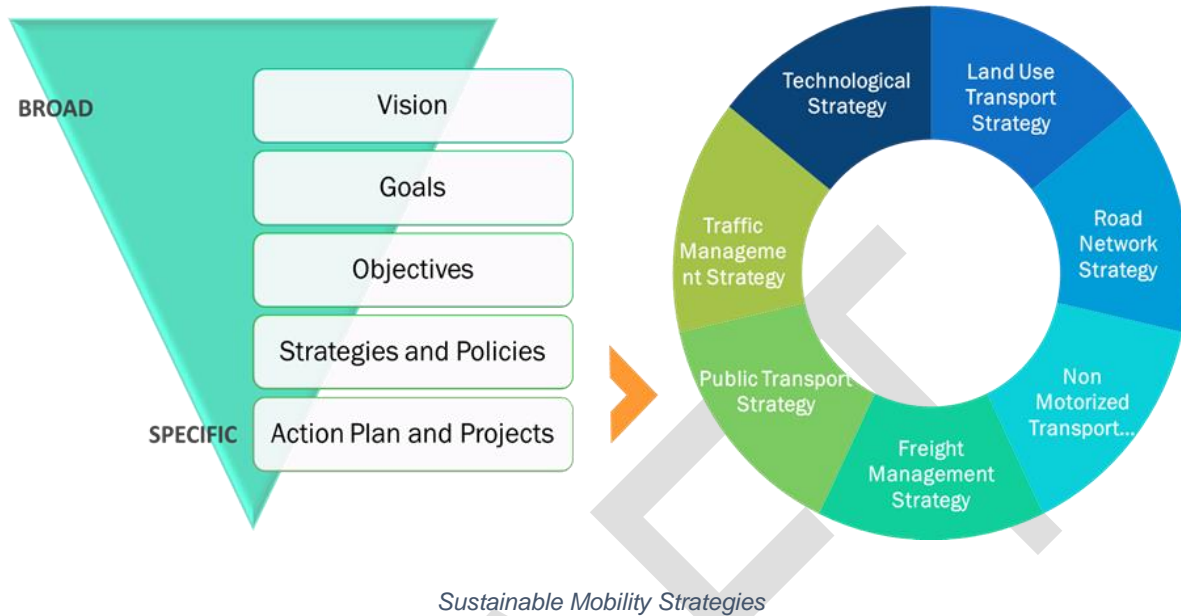 BROAD
Vision
Goals
Objectives
Strategies and Policies
SPECIFIC
Action Plan and Projects
Technological
Strategy
Land Use
Transport
Strategy
Road
Network
Strategy
Non
Motorized
Transport...
Freight
Management
Strategy
Public Transport
Strategy
Traffic
Manageme
nt Strategy
Sustainable Mobility Strategies